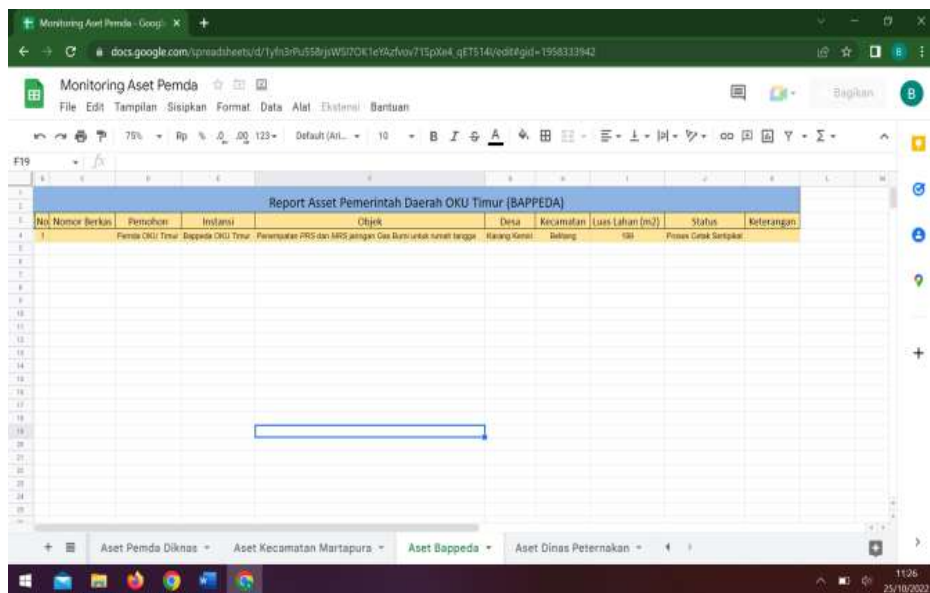 Monitoring Aset Pemda - Googl
docs.google.com/spreadsheets/d/
Monitoring Aset Pemda
File Edit Tampilan Sisipkan Format Data Alat Ekstensi Bantuan
Bagikan
B
75% Rp % .0 .00 123 Default (Ari... 10 B I S A
F19 fx
Report Asset Pemerintah Daerah OKU Timur (BAPPEDA)
No Nomor Berkas Pemohon Instansi Objek Desa Kecamatan Luas Lahan (m2) Status Keterangan
1 Pemda OKU Timur Bappeda OKU Timur Penempatan PRS dan MRS jaringan Gas Bumi untuk rumah tangga Karang Kemiri Belitang Proses Cetak Sertipikat
Aset Pemda Diknas Aset Kecamatan Martapura Aset Bappeda Aset Dinas Peternakan
11:26
25/10/2022